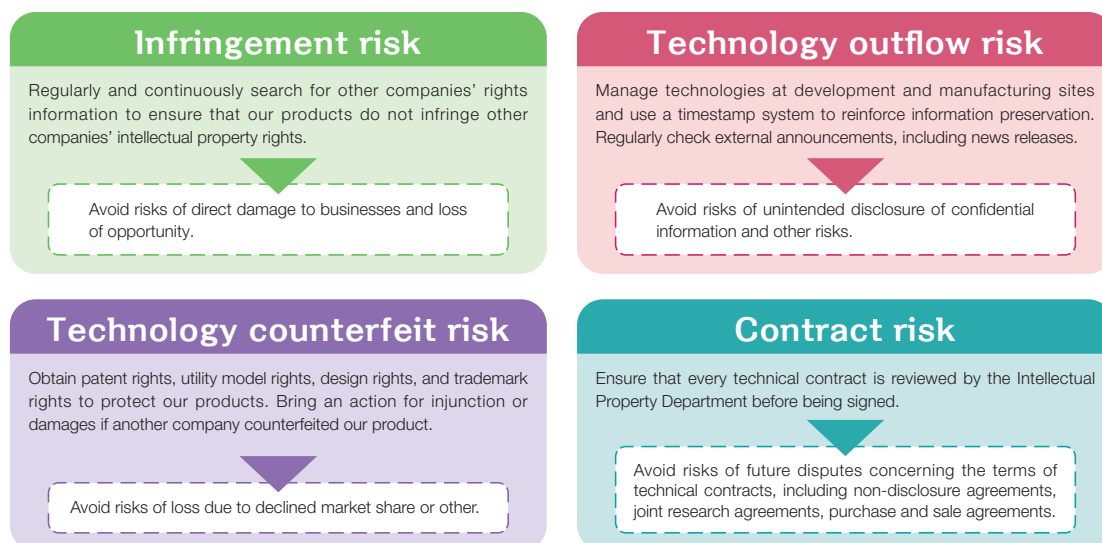 Infringement risk
Regularly and continuously search for other companies’ rights
information to ensure that our products do not infringe other
companies’ intellectual property rights.
Avoid risks of direct damage to businesses and loss
of opportunity.
Technology outflow risk
Manage technologies at development and manufacturing sites
and use a timestamp system to reinforce information preservation.
Regularly check external announcements, including news releases.
Avoid risks of unintended disclosure of confidential
information and other risks.
Technology counterfeit risk
Obtain patent rights, utility model rights, design rights, and trademark
rights to protect our products. Bring an action for injunction or
damages if another company counterfeited our product.
Avoid risks of loss due to declined market share or other.
Contract risk
Ensure that every technical contract is reviewed by the Intellectual
Property Department before being signed.
Avoid risks of future disputes concerning the terms of
technical contracts, including non-disclosure agreements,
joint research agreements, purchase and sale agreements.